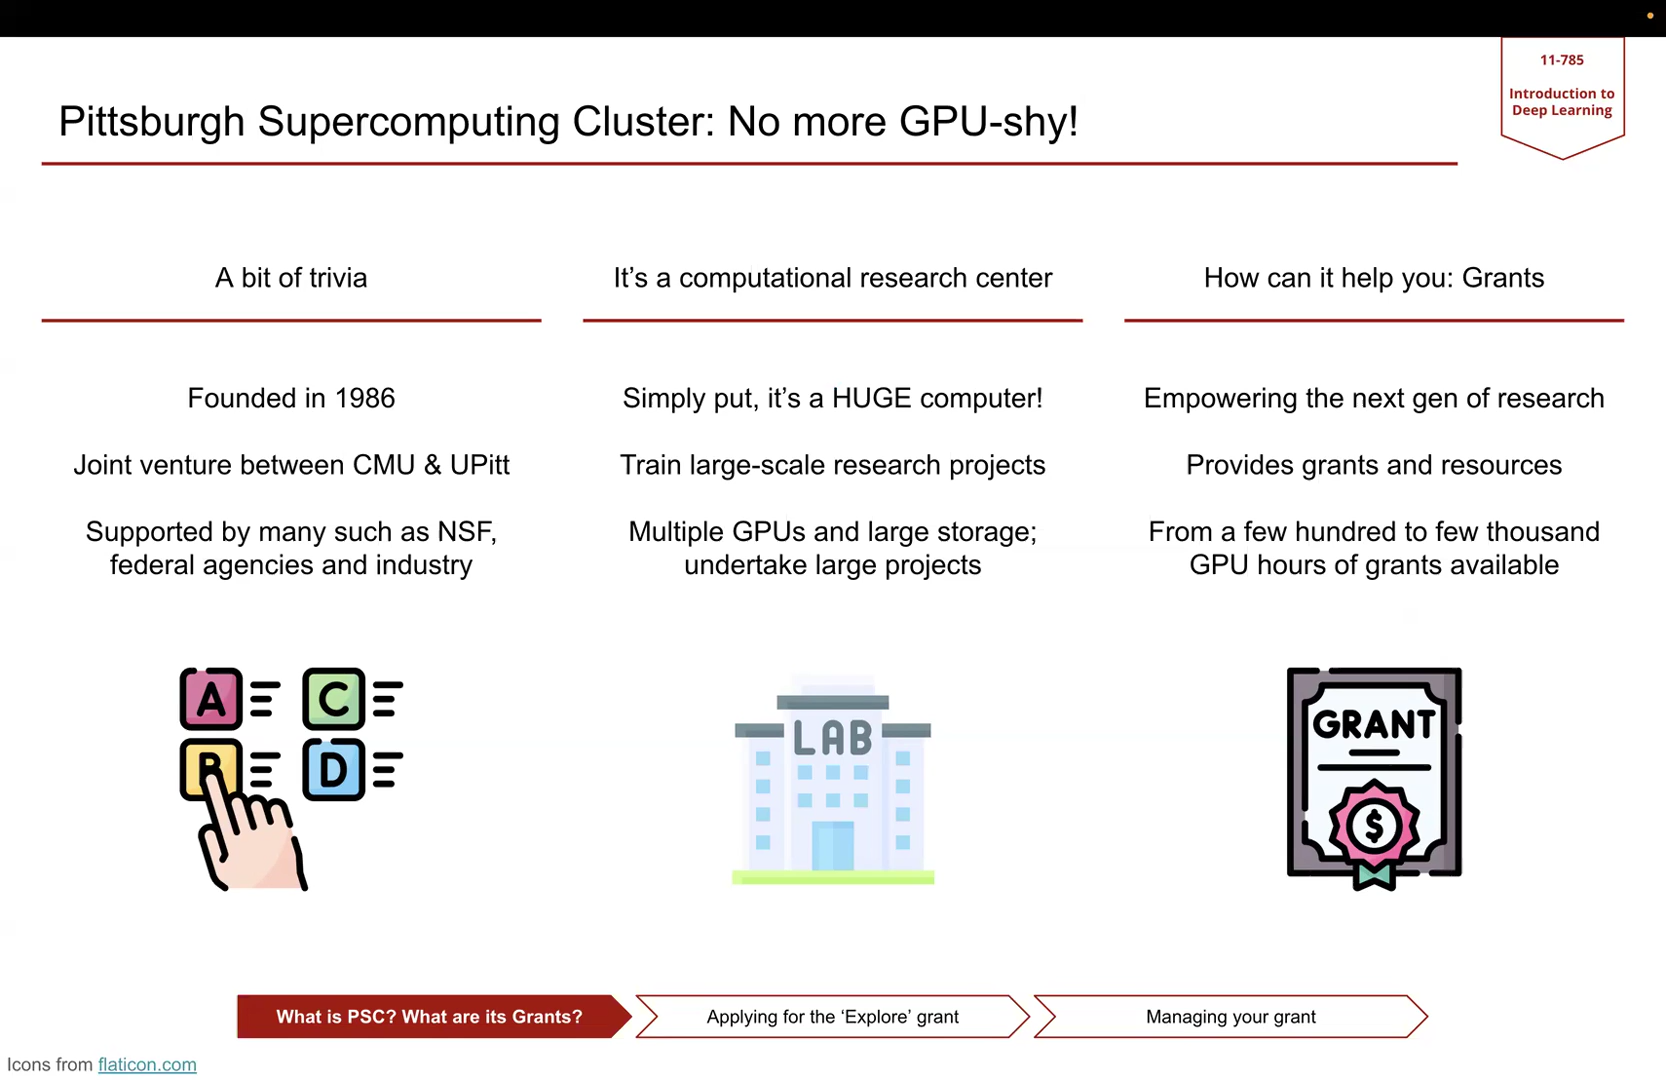 11-785
Introduction to
Deep Learning
Pittsburgh Supercomputing Cluster: No more GPU-shy!
A bit of trivia
Founded in 1986
Joint venture between CMU & UPitt
Supported by many such as NSF,
federal agencies and industry
A
C
B
D
It’s a computational research center
Simply put, it’s a HUGE computer!
Train large-scale research projects
Multiple GPUs and large storage;
undertake large projects
LAB
How can it help you: Grants
Empowering the next gen of research
Provides grants and resources
From a few hundred to few thousand
GPU hours of grants available
GRANT
$
What is PSC? What are its Grants?
Applying for the ‘Explore’ grant
Managing your grant
Icons from flaticon.com